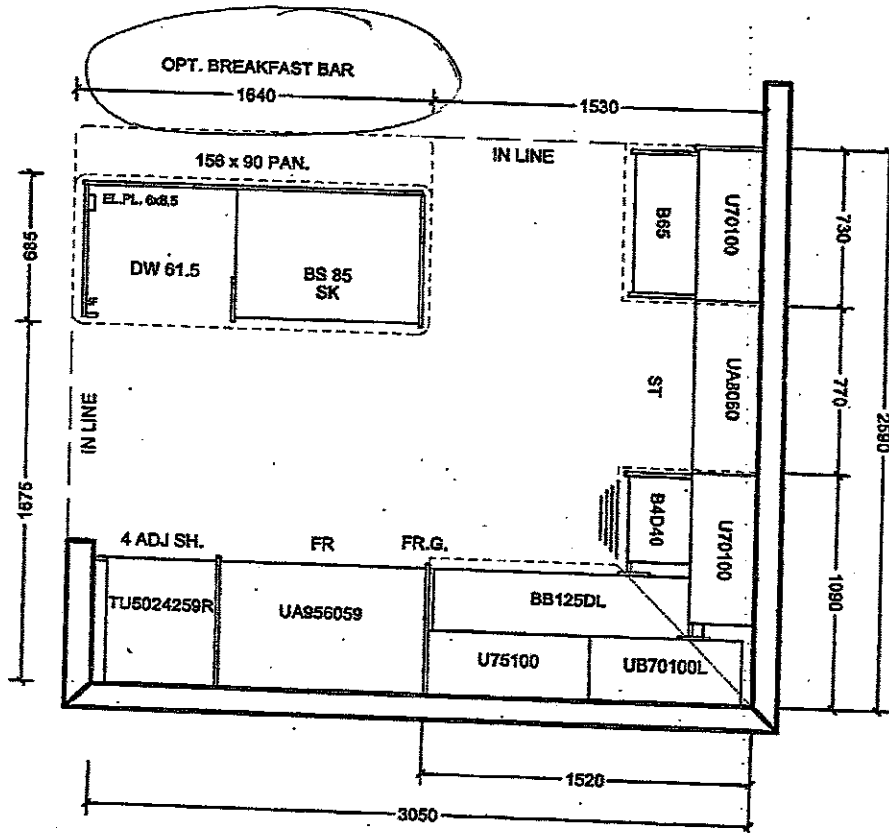 OPT. BREAKFAST BAR
1640
1530
156 x 90 PAN.
IN LINE
EL.PL. 6x8.5
DW 61.5
BS 85
SK
685
B65
U70100
730
ST
UA8060
770
2590
IN LINE
1675
B4D40
U70100
1090
4 ADJ SH.
FR
FR.G.
TU5024259R
UA956059
BB125DL
U75100
UB70100L
1520
3050